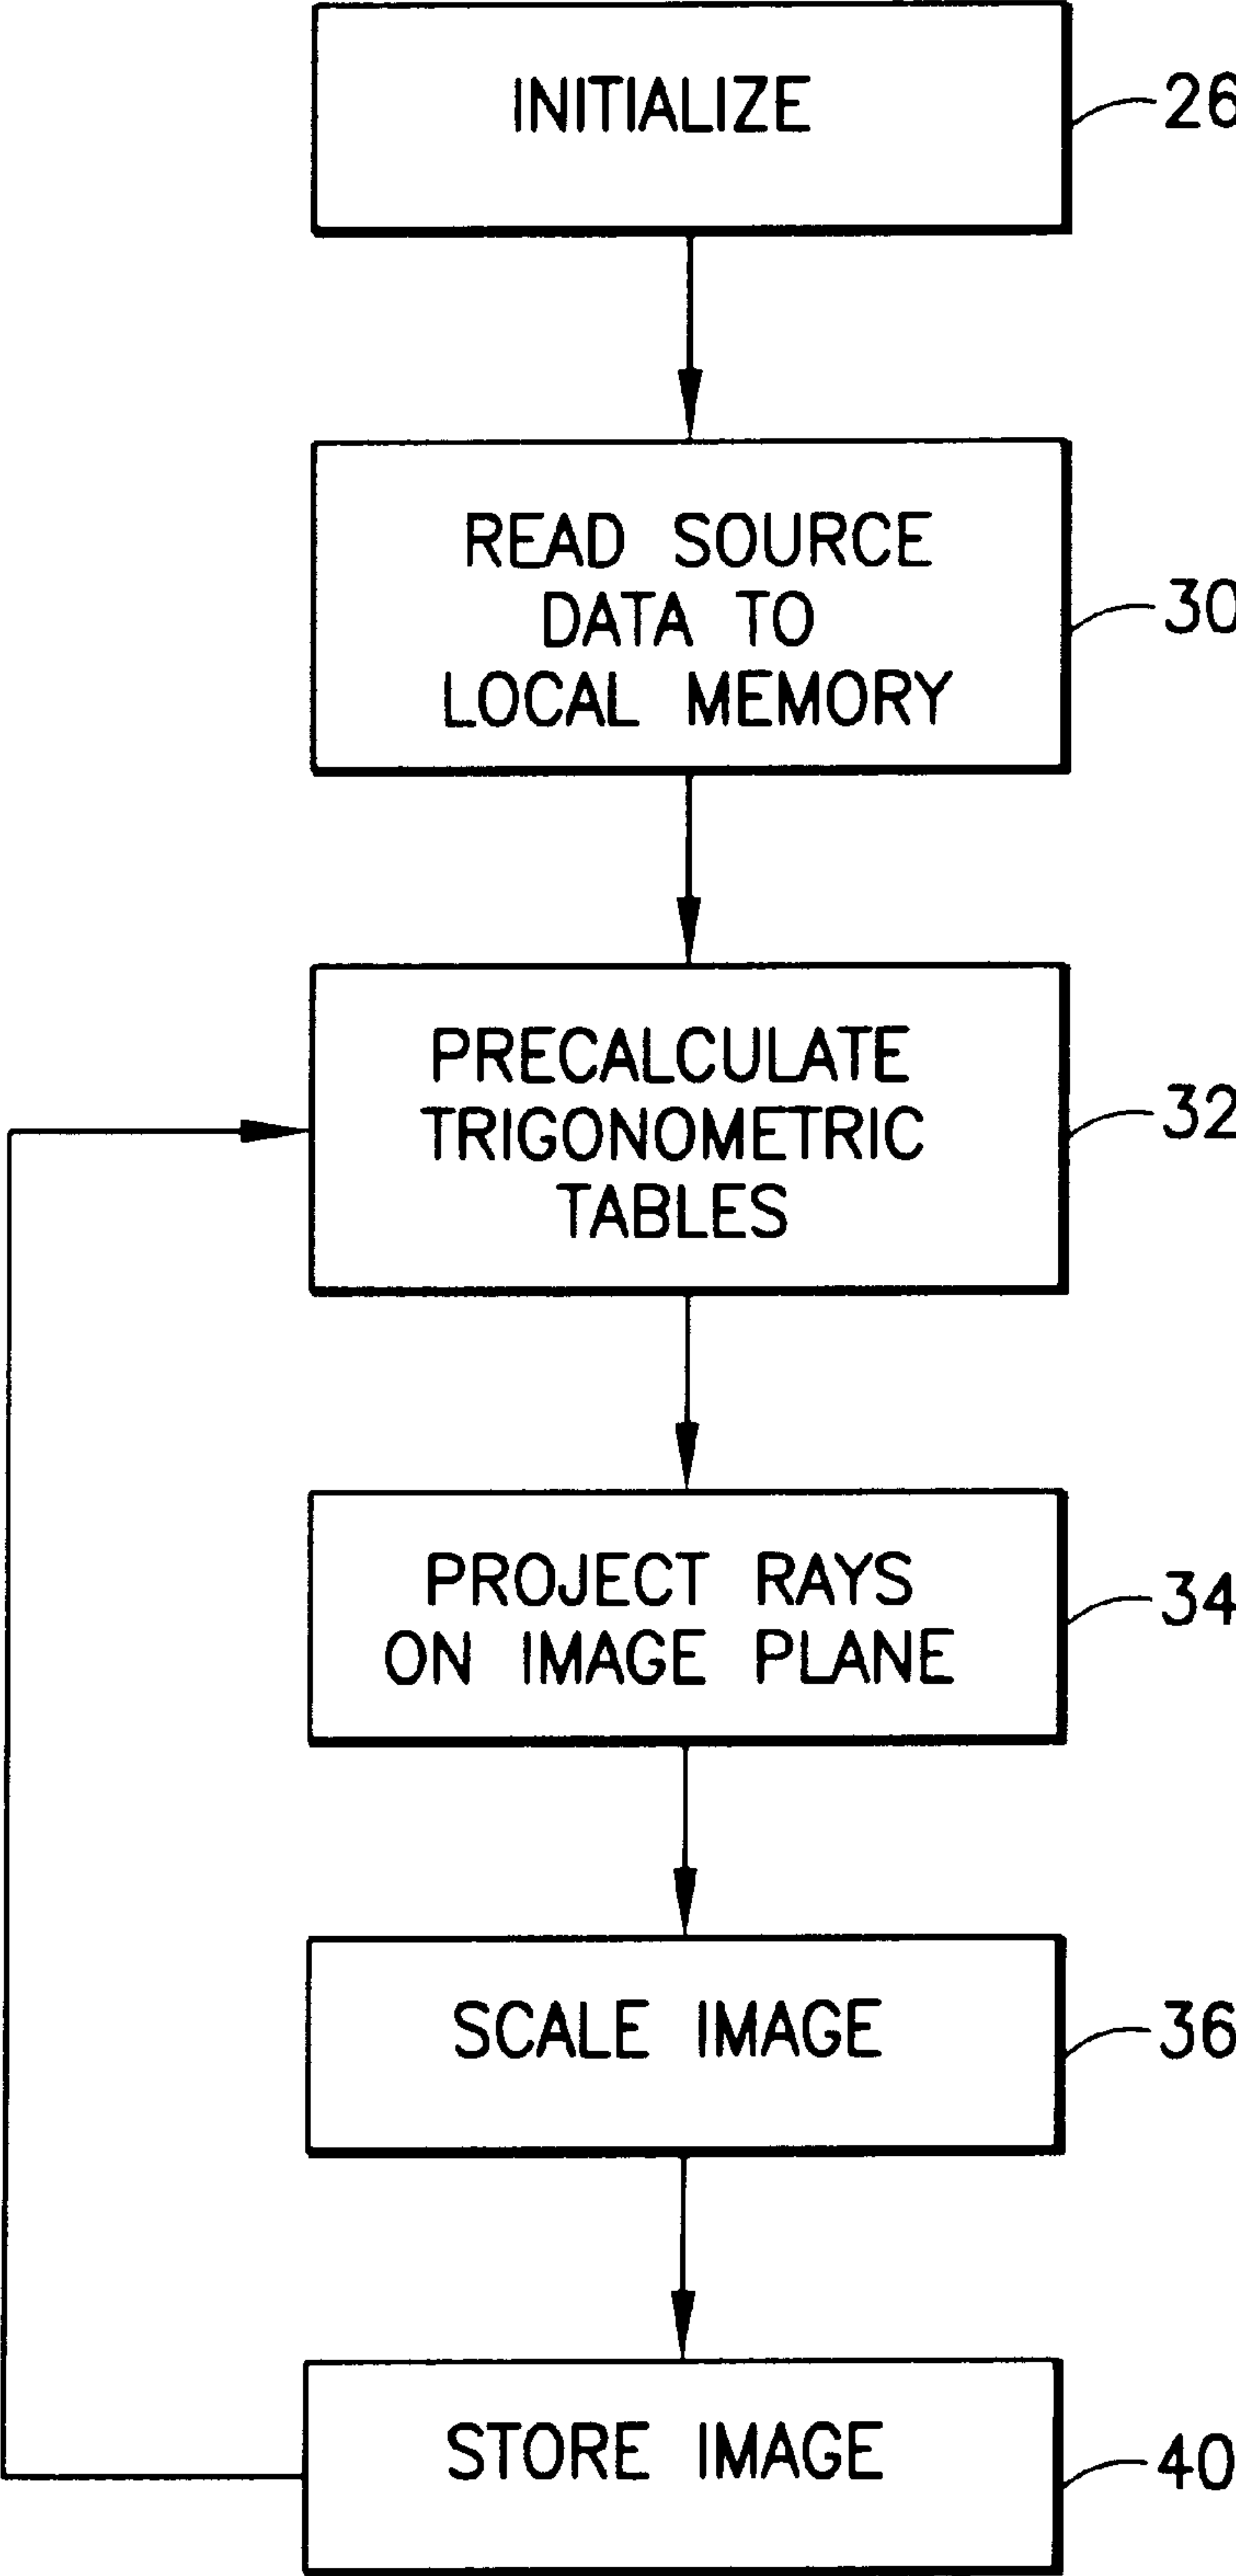 INITIALIZE
26
READ SOURCE
DATA TO
LOCAL MEMORY
30
PRECALCULATE
TRIGONOMETRIC
TABLES
32
PROJECT RAYS
ON IMAGE PLANE
34
SCALE IMAGE
36
STORE IMAGE
40